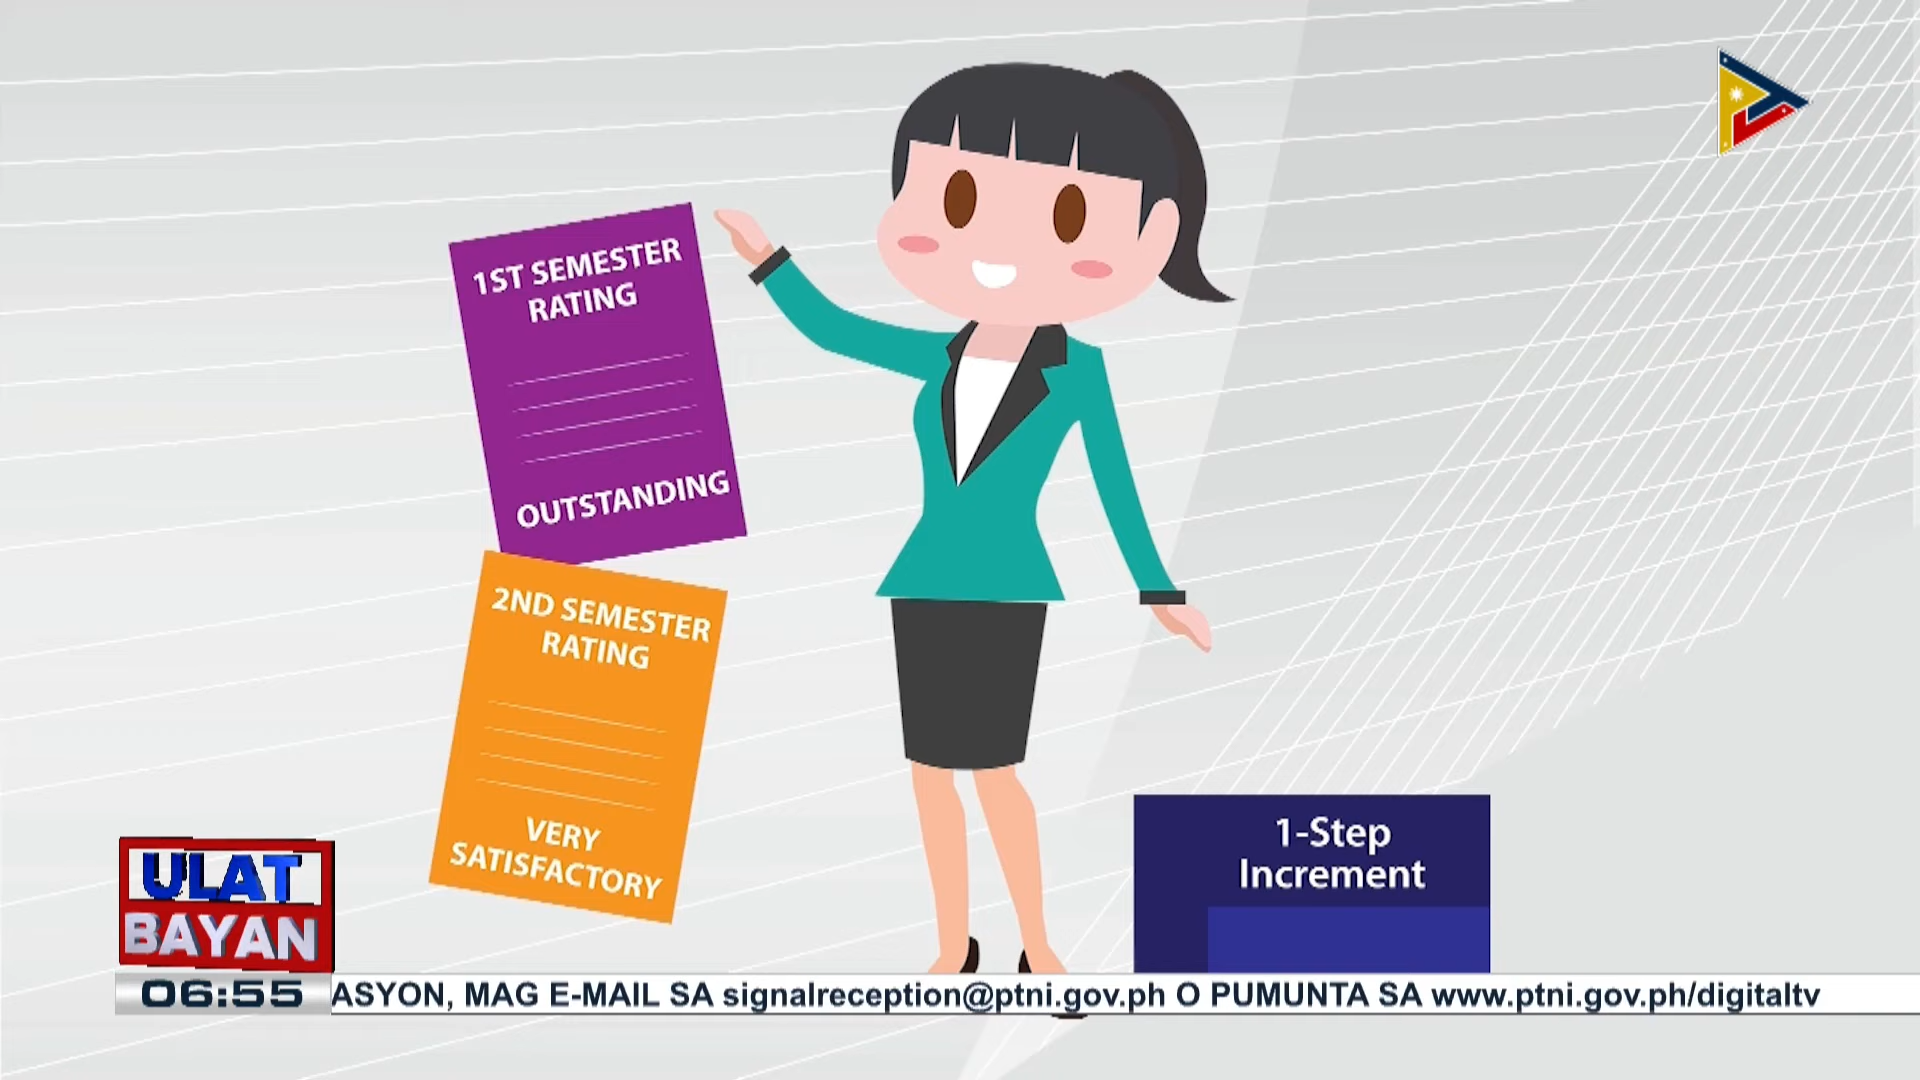 1ST SEMESTER
RATING
OUTSTANDING
2ND SEMESTER
RATING
VERY
SATISFACTORY
1-Step
Increment
ULAT
BAYAN
06:55
ASYON, MAG E-MAIL SA signalreception@ptni.gov.ph O PUMUNTA SA www.ptni.gov.ph/digitaltv